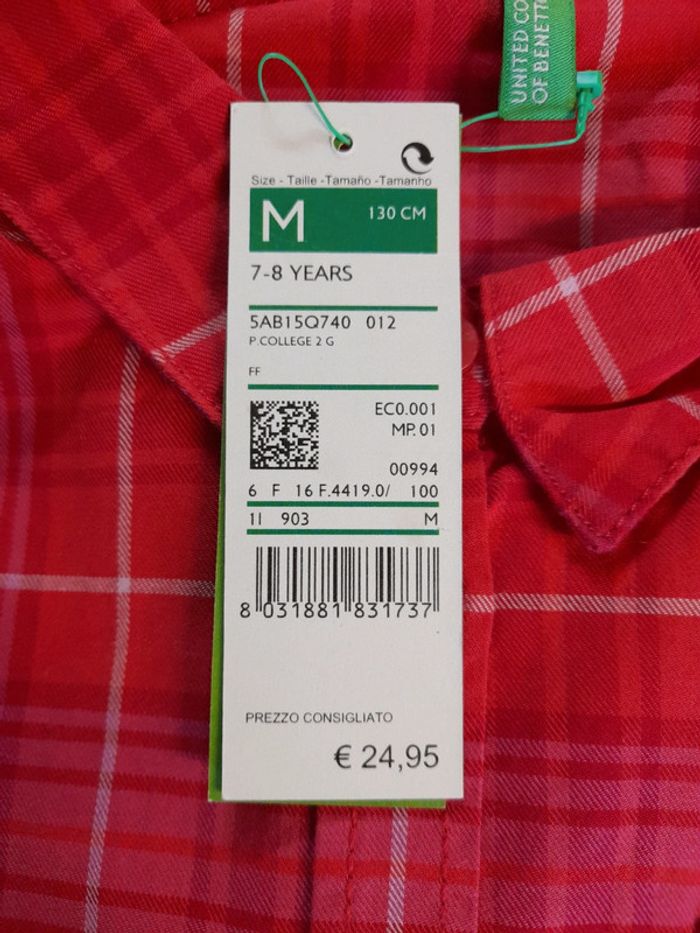 UNITED CO
OF BENETT
Size - Taille -Tamaño -Tamanho
M 130 CM
7-8 YEARS
5AB15Q740 012
P.COLLEGE 2 G
FF
EC0.001
MP. 01
00994
6 F 16 F.4419.0/ 100
1I 903 M
8 031881 831737
PREZZO CONSIGLIATO
€ 24,95